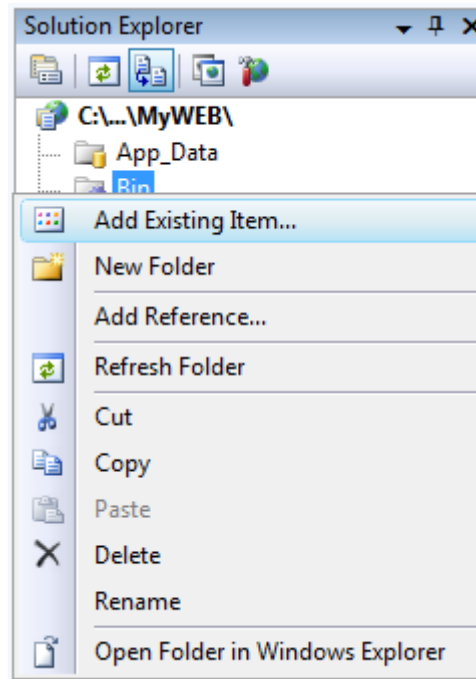 Solution Explorer
C:\...\MyWEB\
App_Data
Bin
Add Existing Item...
New Folder
Add Reference...
Refresh Folder
Cut
Copy
Paste
Delete
Rename
Open Folder in Windows Explorer